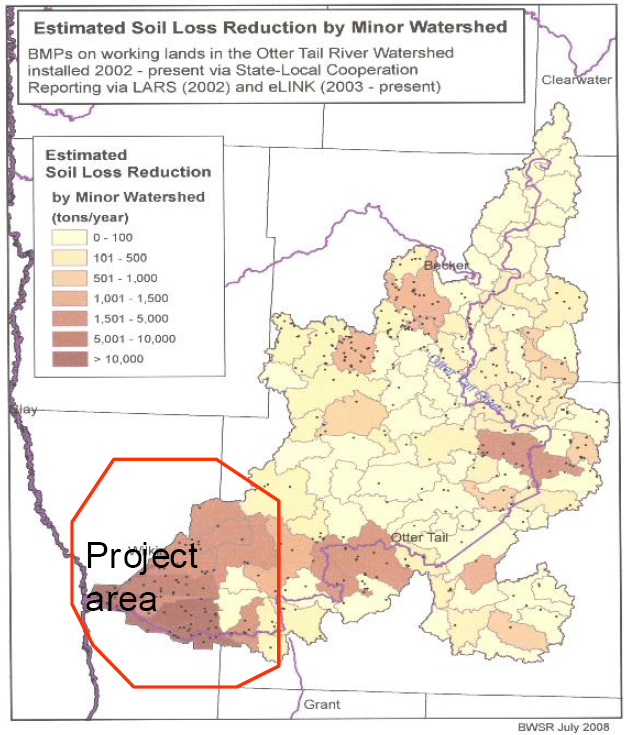 Estimated Soil Loss Reduction by Minor Watershed
BMPs on working lands in the Otter Tail River Watershed
installed 2002 - present via State-Local Cooperation
Reporting via LARS (2002) and eLINK (2003 - present)
Clearwater
Estimated
Soil Loss Reduction
by Minor Watershed
(tons/year)
0 - 100
101 - 500
501 - 1,000
1,001 - 1,500
1,501 - 5,000
5,001 - 10,000
> 10,000
Becker
Otter Tail River
Clay
Otter Tail
Project
area
Grant
BWSR July 2008